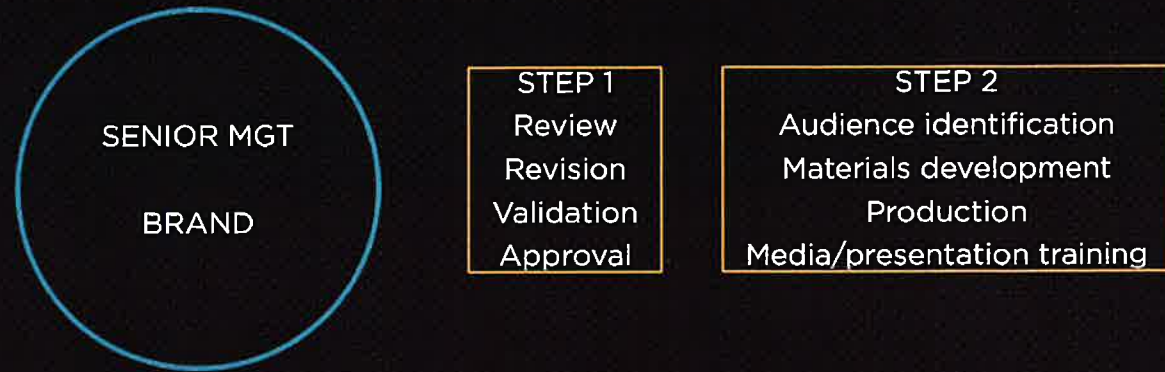 SENIOR MGT
BRAND
STEP 1
Review
Revision
Validation
Approval
STEP 2
Audience identification
Materials development
Production
Media/presentation training